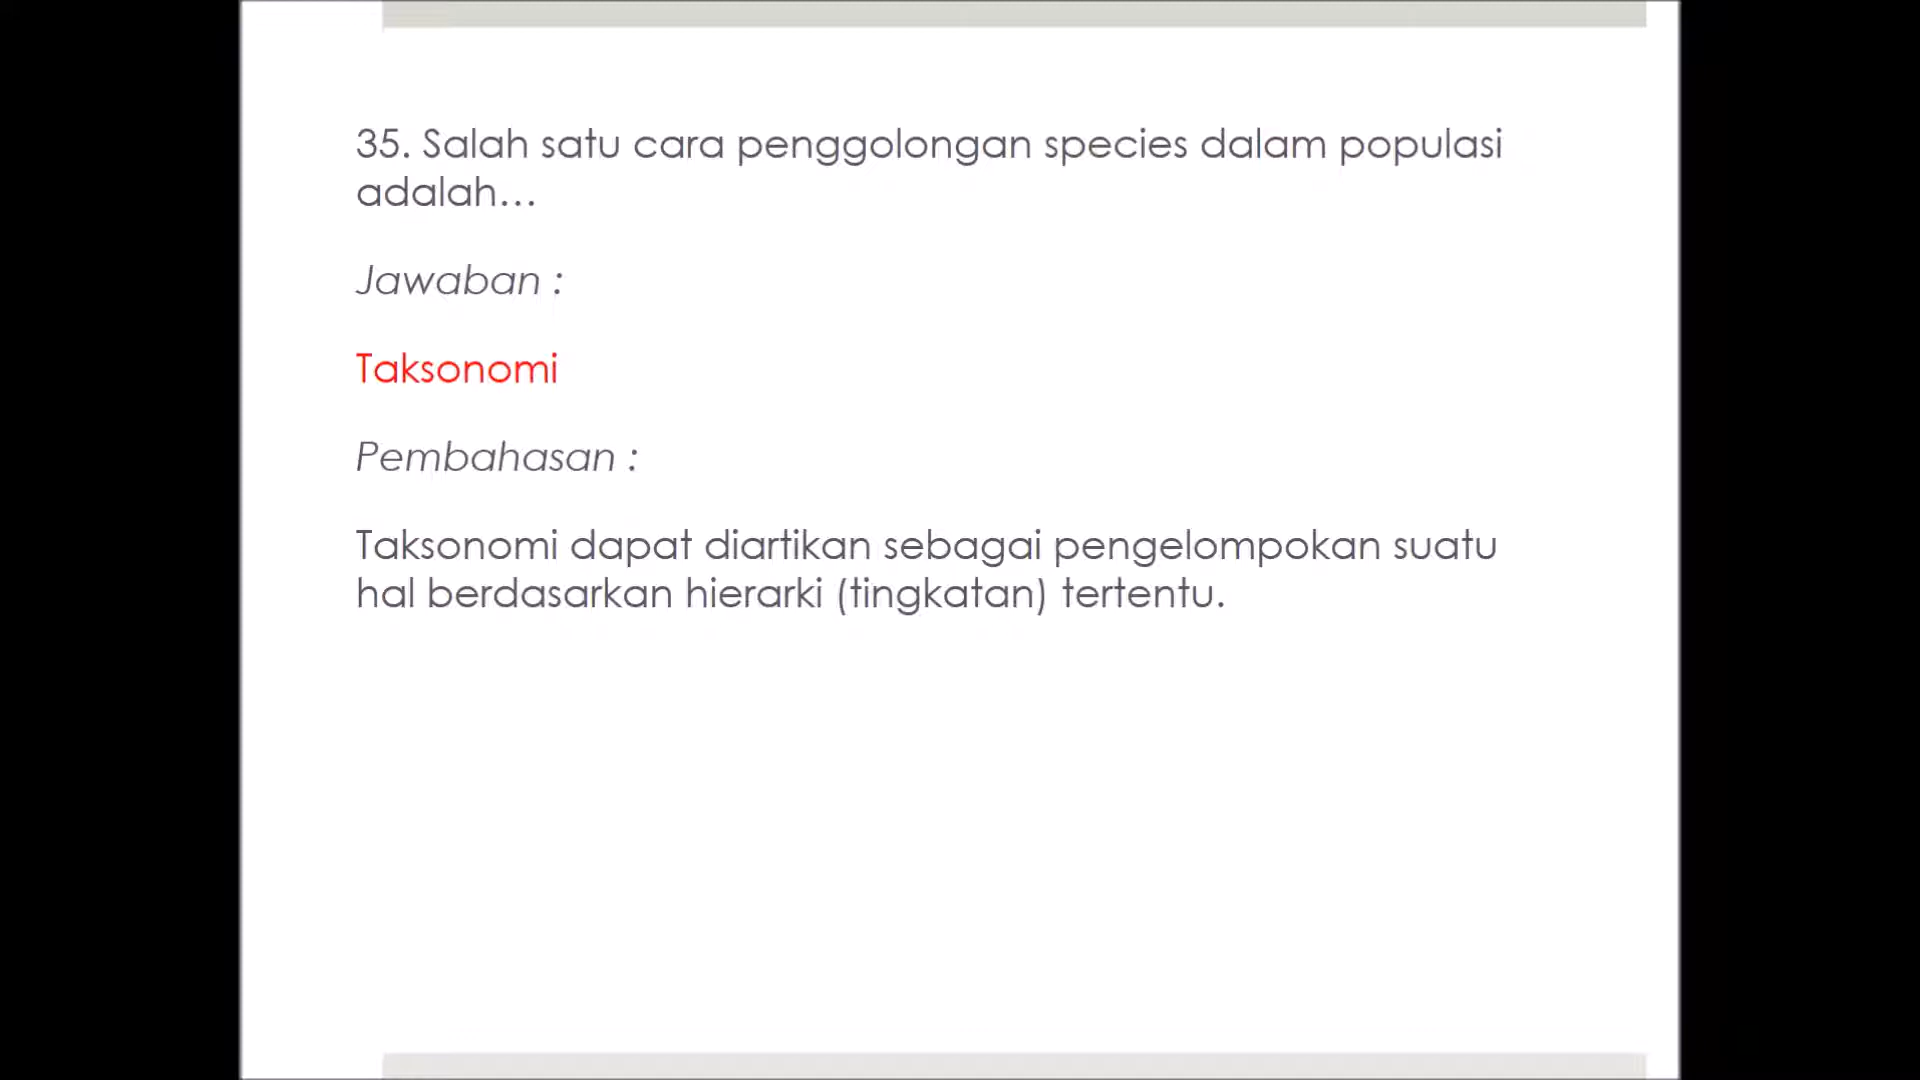 35. Salah satu cara penggolongan species dalam populasi
adalah...
Jawaban :
Taksonomi
Pembahasan :
Taksonomi dapat diartikan sebagai pengelompokan suatu
hal berdasarkan hierarki (tingkatan) tertentu.